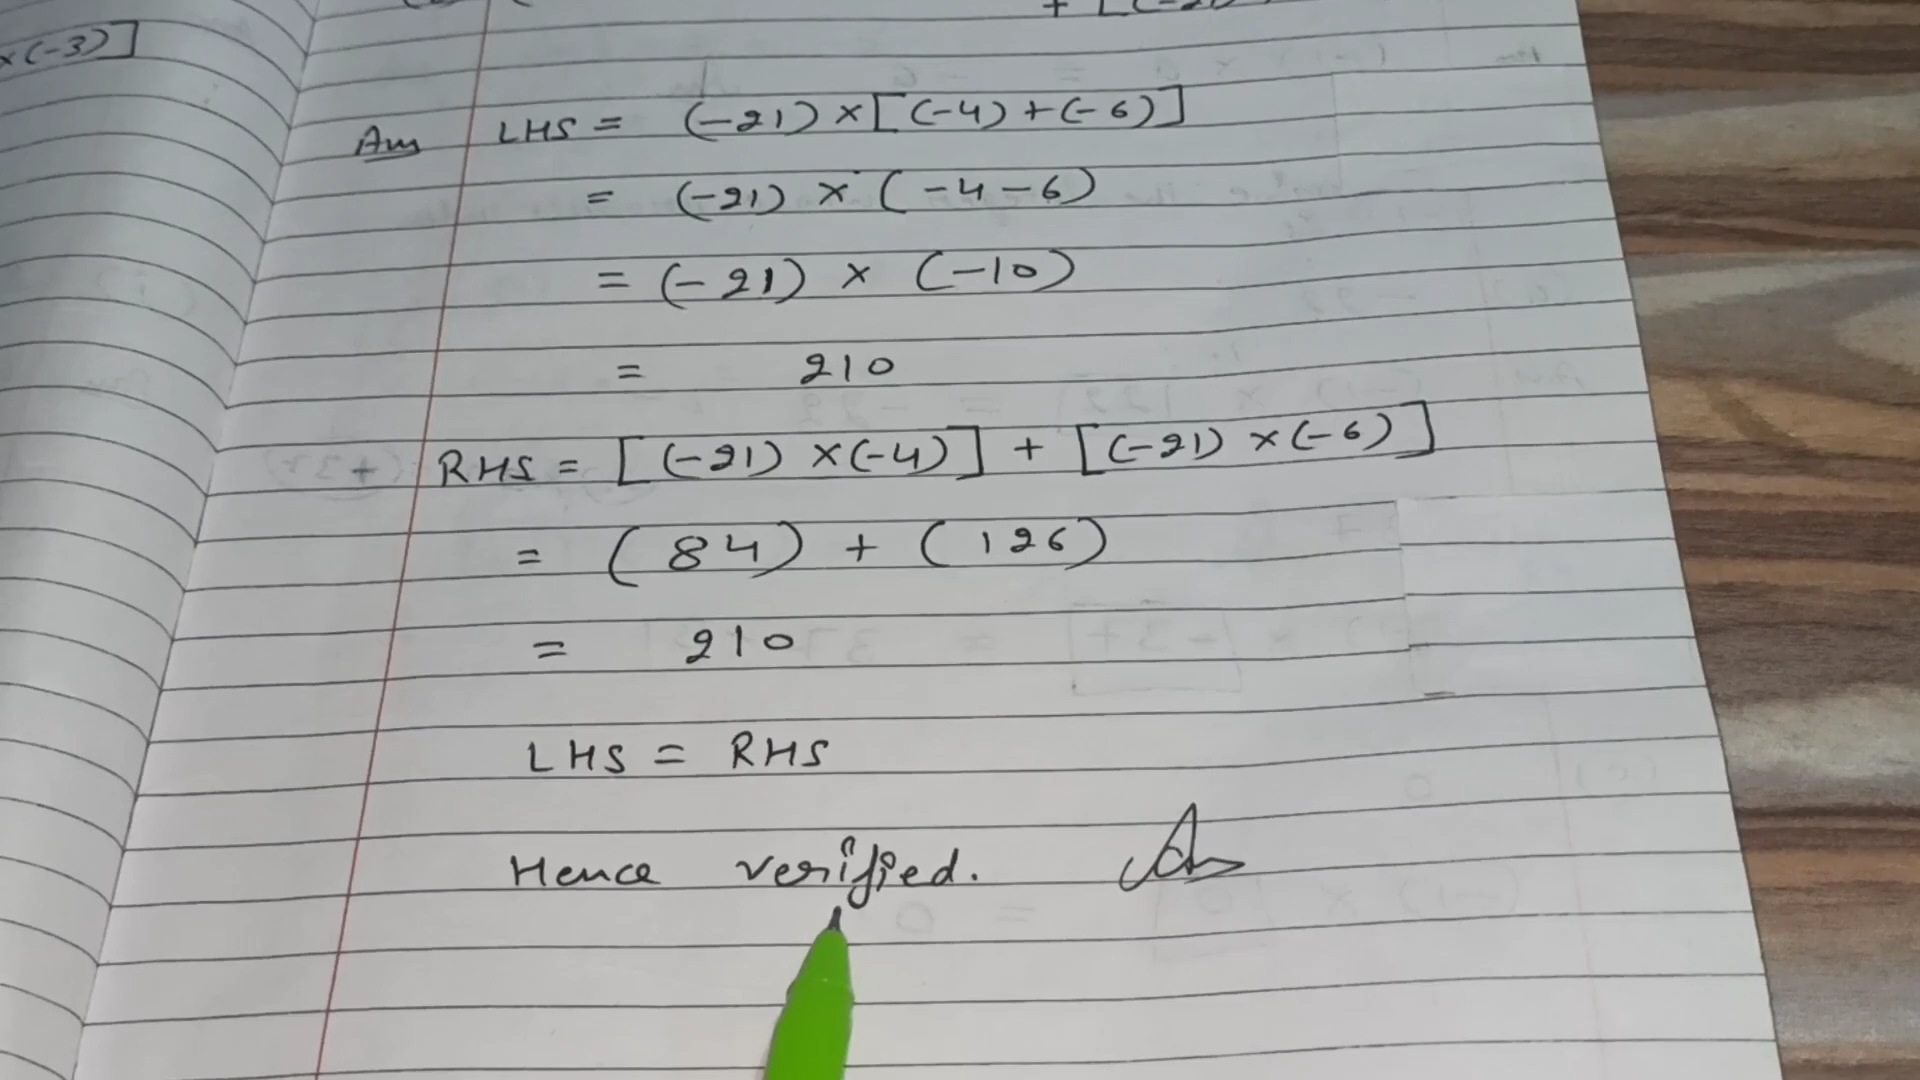 × (-3)]
Ans LHS = (-21) × [(-4) + (-6)]
= (-21) × (-4-6)
= (-21) × (-10)
= 210
RHS = [(-21) × (-4)] + [(-21) × (-6)]
= (84) + (126)
= 210
LHS = RHS
Hence verified. Ans